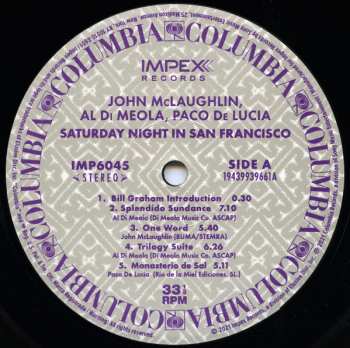 COLUMBIA COLUMBIA
IMPEX
RECORDS
JOHN McLAUGHLIN,
AL Di MEOLA, PACO De LUCIA
SATURDAY NIGHT IN SAN FRANCISCO
IMP6045
<STEREO>
SIDE A
19439939661A
1. Bill Graham Introduction 0.30
2. Splendido Sundance 7.10
Al Di Meola (Di Meola Music Co. ASCAP)
3. One Word 5.40
John McLaughlin (BUMA/STEMRA)
4. Trilogy Suite 6.26
Al Di Meola (Di Meola Music Co. ASCAP)
5. Monasterio de Sal 5.11
Paco De Lucia (Rio de la Miel Ediciones, SL.)
33 1/3
RPM
COLUMBIA COLUMBIA COLUMBIA COLUMBIA